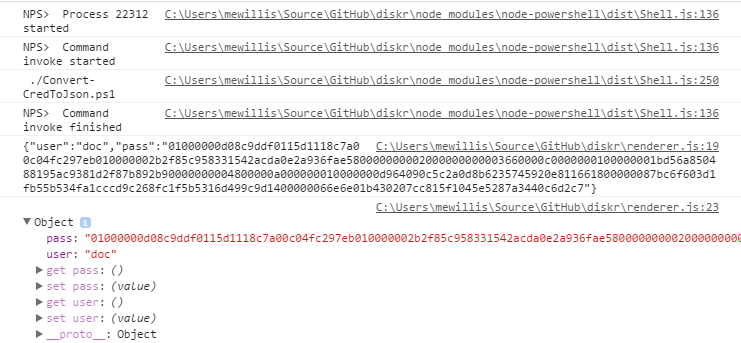 NPS>  Process 22312 started C:\Users\mewillis\Source\GitHub\diskr\node_modules\node-powershell\dist\Shell.js:136
NPS>  Command invoke started C:\Users\mewillis\Source\GitHub\diskr\node_modules\node-powershell\dist\Shell.js:136
./Convert-CredToJson.ps1 C:\Users\mewillis\Source\GitHub\diskr\node_modules\node-powershell\dist\Shell.js:250
NPS>  Command invoke finished C:\Users\mewillis\Source\GitHub\diskr\node_modules\node-powershell\dist\Shell.js:136
{"user":"doc","pass":"01000000d08c9ddf0115d1118c7a0 C:\Users\mewillis\Source\GitHub\diskr\renderer.js:19
0c04fc297eb010000002b2f85c958331542acda0e2a936fae5800000000020000000000003660000c0000000100000001bd56a8504
88195ac9381d2f87b892b90000000004800000a000000010000000d964090c5c2a0d8b6235745920e811661800000087bc6f603d1
fb55b534fa1cccd9c268fc1f5b5316d499c9d1400000066e6e01b430207cc815f1045e5287a3440c6d2c7"}
C:\Users\mewillis\Source\GitHub\diskr\renderer.js:23
▼Object i
pass: "01000000d08c9ddf0115d1118c7a00c04fc297eb010000002b2f85c958331542acda0e2a936fae580000000002000000000
user: "doc"
▶get pass: ()
▶set pass: (value)
▶get user: ()
▶set user: (value)
▶__proto__: Object